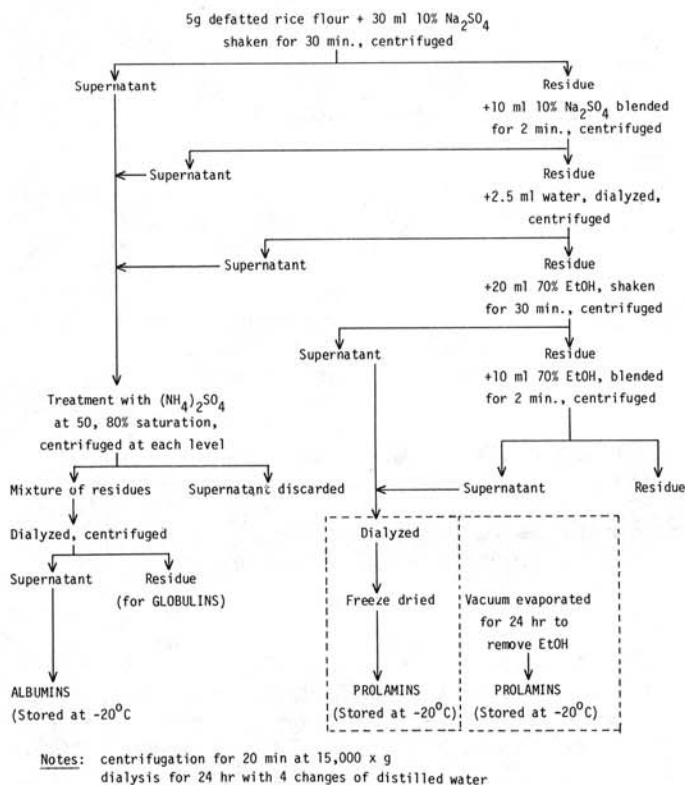 5g defatted rice flour + 30 ml 10% Na2SO4
shaken for 30 min., centrifuged
Supernatant
Residue
+10 ml 10% Na2SO4 blended
for 2 min., centrifuged
Supernatant
Residue
+2.5 ml water, dialyzed,
centrifuged
Supernatant
Residue
+20 ml 70% EtOH, shaken
for 30 min., centrifuged
Supernatant
Residue
+10 ml 70% EtOH, blended
for 2 min., centrifuged
Treatment with (NH4)2SO4
at 50, 80% saturation,
centrifuged at each level
Mixture of residues
Supernatant discarded
Supernatant
Residue
Dialyzed, centrifuged
Dialyzed
Supernatant
Residue
(for GLOBULINS)
Freeze dried
Vacuum evaporated
for 24 hr to
remove EtOH
ALBUMINS
(Stored at -20°C
PROLAMINS
(Stored at -20°C)
PROLAMINS
(Stored at -20°C)
Notes: centrifugation for 20 min at 15,000 x g
dialysis for 24 hr with 4 changes of distilled water